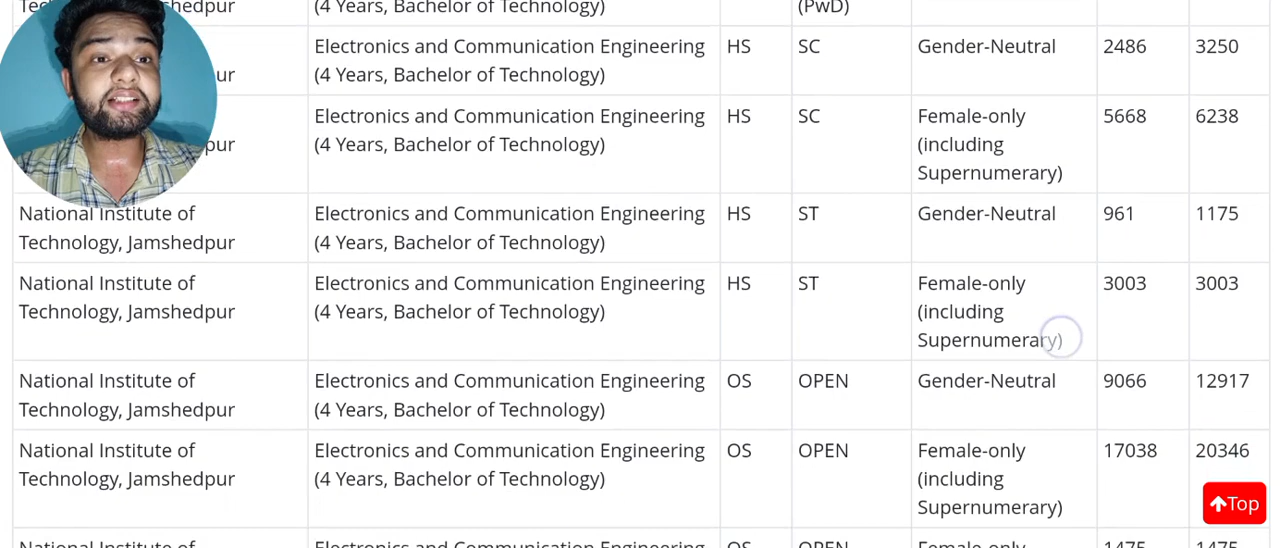 (4 Years, Bachelor of Technology)
(PwD)
Electronics and Communication Engineering
(4 Years, Bachelor of Technology)
HS
SC
Gender-Neutral
2486
3250
Electronics and Communication Engineering
(4 Years, Bachelor of Technology)
HS
SC
Female-only
(including
Supernumerary)
5668
6238
National Institute of
Technology, Jamshedpur
Electronics and Communication Engineering
(4 Years, Bachelor of Technology)
HS
ST
Gender-Neutral
961
1175
National Institute of
Technology, Jamshedpur
Electronics and Communication Engineering
(4 Years, Bachelor of Technology)
HS
ST
Female-only
(including
Supernumerary)
3003
3003
National Institute of
Technology, Jamshedpur
Electronics and Communication Engineering
(4 Years, Bachelor of Technology)
OS
OPEN
Gender-Neutral
9066
12917
National Institute of
Technology, Jamshedpur
Electronics and Communication Engineering
(4 Years, Bachelor of Technology)
OS
OPEN
Female-only
(including
Supernumerary)
17038
20346
Top